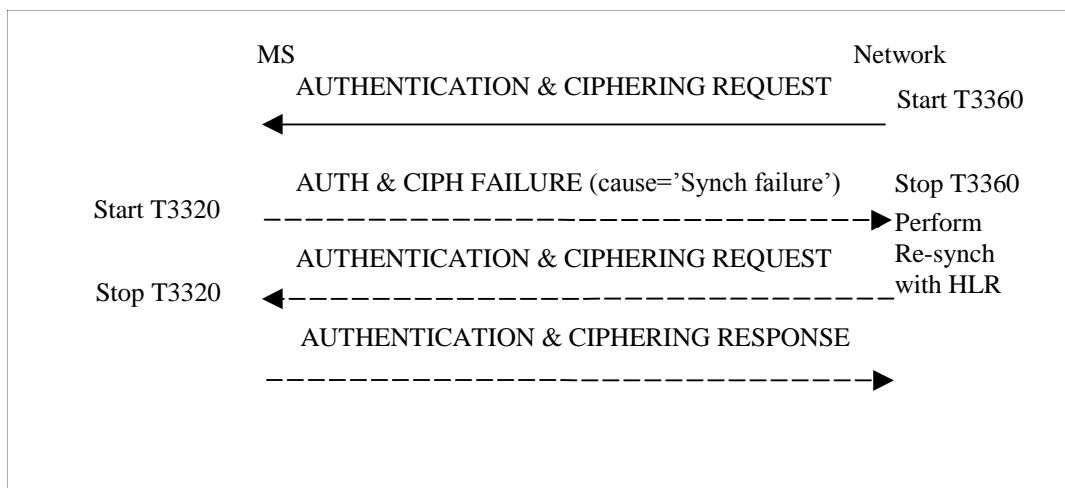 MS
Network
AUTHENTICATION & CIPHERING REQUEST
Start T3360
AUTH & CIPH FAILURE (cause=’Synch failure’)
Stop T3360
Start T3320
Perform
Re-synch
with HLR
AUTHENTICATION & CIPHERING REQUEST
Stop T3320
AUTHENTICATION & CIPHERING RESPONSE